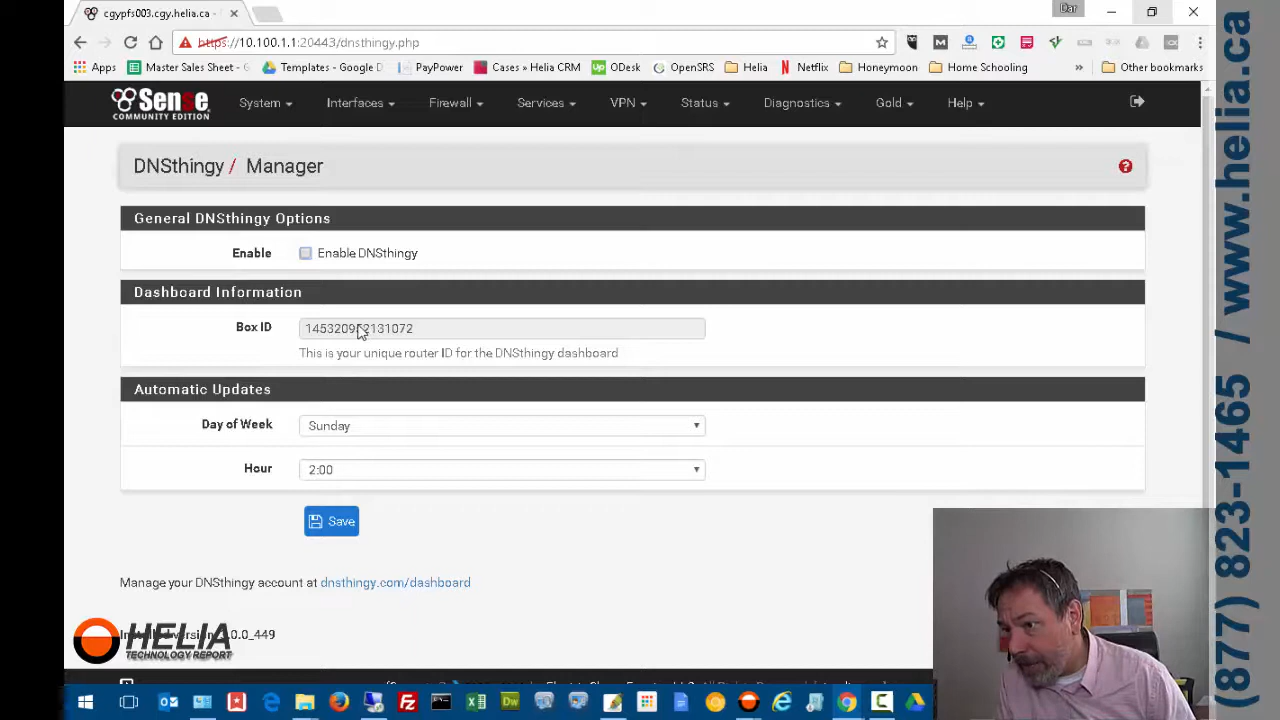 cgypfs003.cgy.helia.ca -
Dar
https://10.100.1.1:20443/dnsthingy.php
Apps
Master Sales Sheet -
Templates - Google D
PayPower
Cases » Helia CRM
ODesk
OpenSRS
Helia
Netflix
Honeymoon
Home Schooling
»
Other bookmarks
Sense
COMMUNITY EDITION
System
Interfaces
Firewall
Services
VPN
Status
Diagnostics
Gold
Help
DNSthingy / Manager
General DNSthingy Options
Enable
Enable DNSthingy
Dashboard Information
Box ID
This is your unique router ID for the DNSthingy dashboard
Automatic Updates
Day of Week
Sunday
Hour
2:00
Save
Manage your DNSthingy account at dnsthingy.com/dashboard
HELIA
TECHNOLOGY REPORT
(877) 823-1465 / www.helia.ca